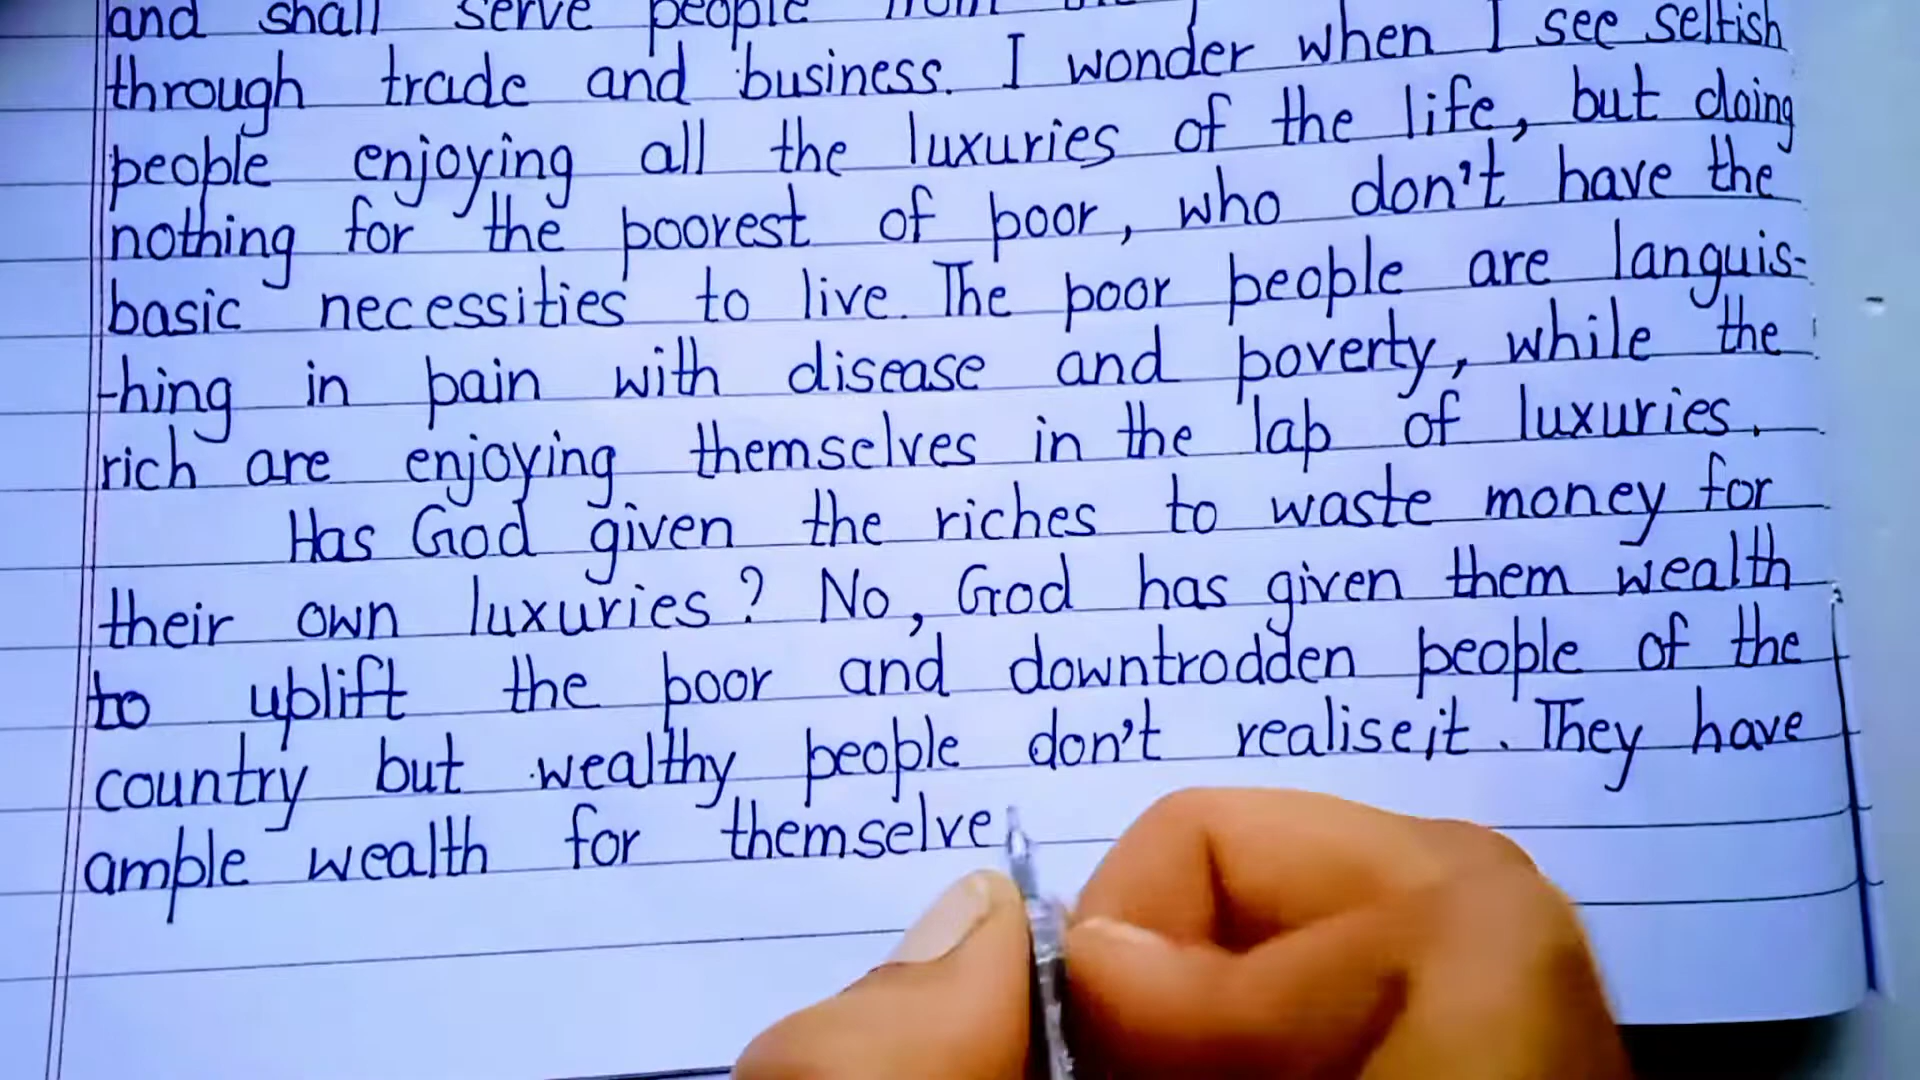 and shall serve people from
through trade and business. I wonder when I see selfish
people enjoying all the luxuries of the life, but doing
nothing for the poorest of poor, who don't have the
basic necessities to live. The poor people are languis-
-hing in pain with disease and poverty, while the
rich are enjoying themselves in the lap of luxuries.
Has God given the riches to waste money for
their own luxuries? No, God has given them wealth
to uplift the poor and downtrodden people of the
country but wealthy people don't realise it. They have
ample wealth for themselve